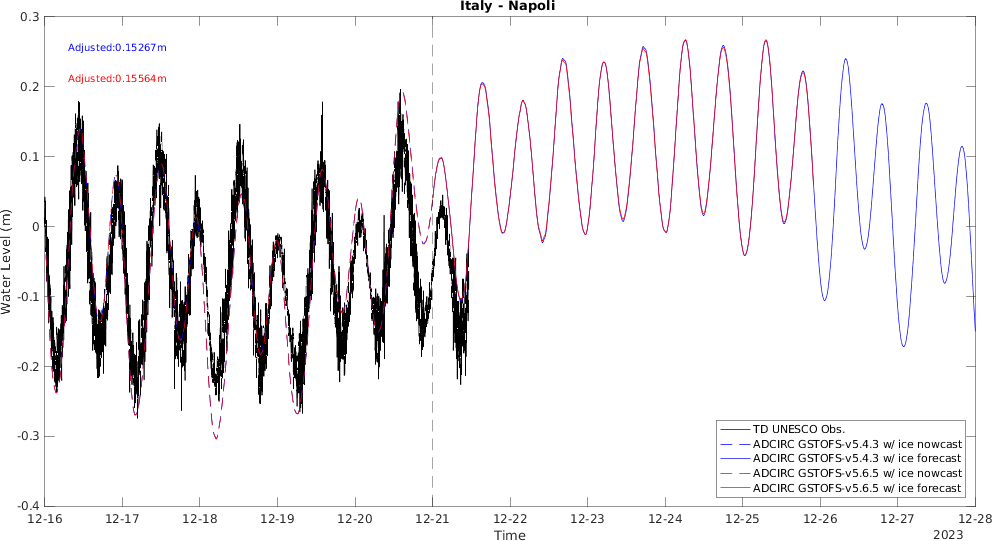 Italy - Napoli
0.3
0.2
0.1
0
-0.1
-0.2
-0.3
-0.4
Water Level (m)
Adjusted:0.15267m
Adjusted:0.15564m
TD UNESCO Obs.
ADCIRC GSTOFS-v5.4.3 w/ ice nowcast
ADCIRC GSTOFS-v5.4.3 w/ ice forecast
ADCIRC GSTOFS-v5.6.5 w/ ice nowcast
ADCIRC GSTOFS-v5.6.5 w/ ice forecast
12-16 12-17 12-18 12-19 12-20 12-21 12-22 12-23 12-24 12-25 12-26 12-27 12-28
Time
2023